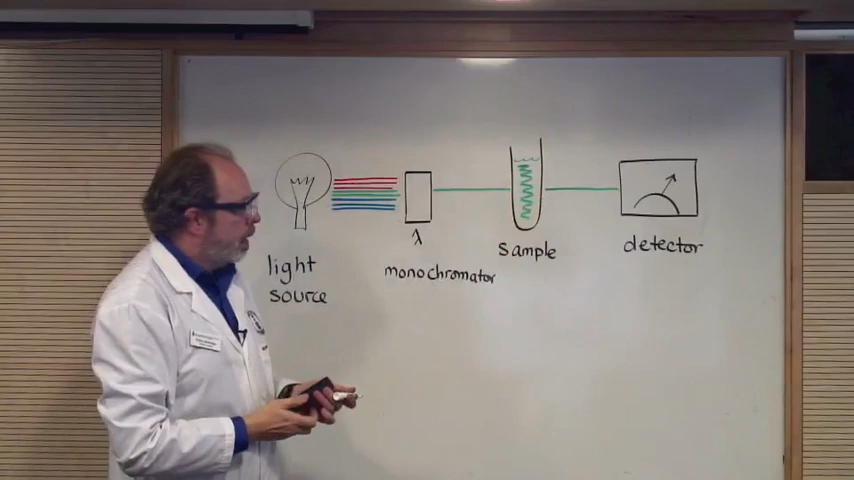 light
source
λ
monochromator
sample
detector